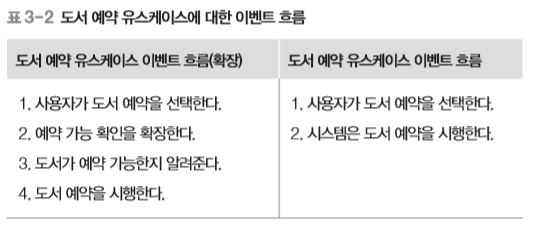 표 3-2 도서 예약 유스케이스에 대한 이벤트 흐름
도서 예약 유스케이스 이벤트 흐름(확장)
도서 예약 유스케이스 이벤트 흐름
1. 사용자가 도서 예약을 선택한다.
2. 예약 가능 확인을 확장한다.
3. 도서가 예약 가능한지 알려준다.
4. 도서 예약을 시행한다.
1. 사용자가 도서 예약을 선택한다.
2. 시스템은 도서 예약을 시행한다.